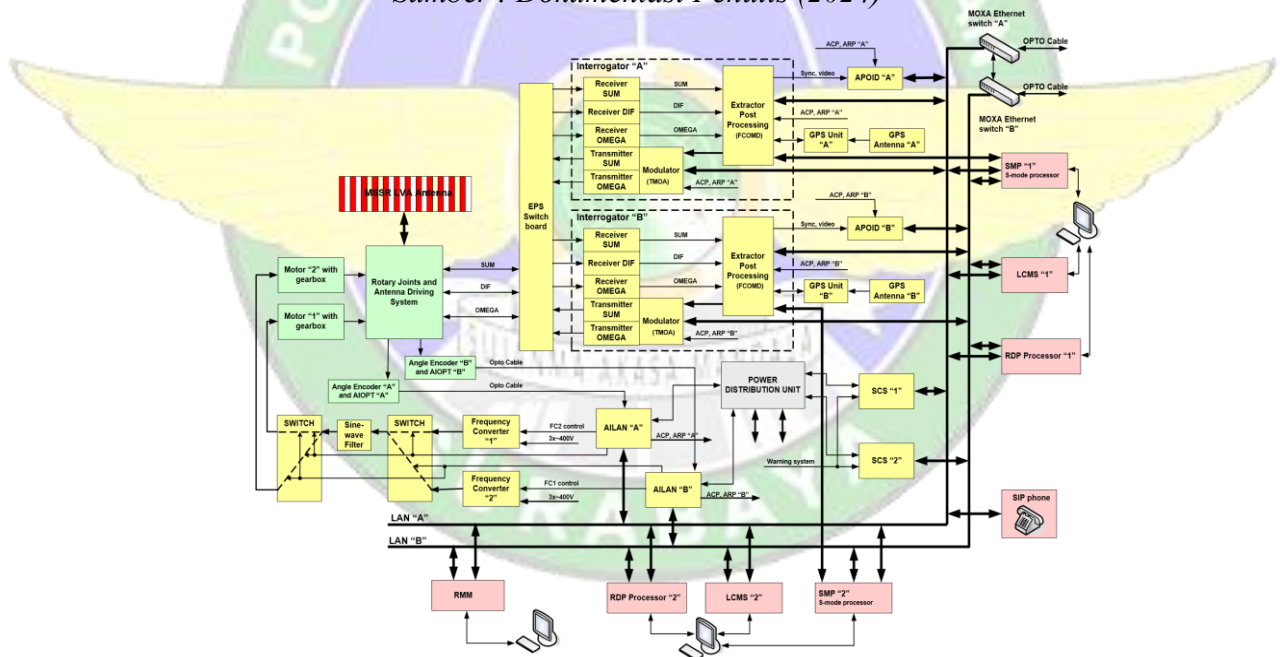 Sumber : Dokumentasi Penulis (2024)
MOXA Ethernet
switch "A"
OPTO Cable
OPTO Cable
MOXA Ethernet
switch "B"
ACP, ARP "A"
Interrogator "A"
Receiver
SUM
SUM
Receiver DIF
DIF
Receiver
OMEGA
OMEGA
Transmitter
SUM
Transmitter
OMEGA
Modulator
(TMOA)
Extractor
Post
Processing
(FCOMD)
Sync, video
APOID "A"
ACP, ARP "A"
GPS Unit
"A"
GPS
Antenna "A"
ACP, ARP "A"
SMP "1"
S-mode processor
MSSR LVA Antenna
EPS
Switch
board
Interrogator "B"
Receiver
SUM
SUM
Receiver DIF
DIF
Receiver
OMEGA
OMEGA
Transmitter
SUM
Transmitter
OMEGA
Modulator
(TMOA)
Extractor
Post
Processing
(FCOMD)
ACP, ARP "B"
Sync, video
APOID "B"
ACP, ARP "B"
GPS Unit
"B"
GPS
Antenna "B"
ACP, ARP "B"
LCMS "1"
Motor "2" with
gearbox
Motor "1" with
gearbox
Rotary Joints and
Antenna Driving
System
SUM
DIF
OMEGA
RDP Processor "1"
Angle Encoder "B"
and AIOPT "B"
Opto Cable
Angle Encoder "A"
and AIOPT "A"
Opto Cable
POWER
DISTRIBUTION UNIT
SCS "1"
SWITCH
Sine-
wave
Filter
SWITCH
Frequency
Converter
"1"
FC2 control
3x~400V
AILAN "A"
ACP, ARP "A"
Warning system
SCS "2"
Frequency
Converter
"2"
FC1 control
3x~400V
AILAN "B"
ACP, ARP "B"
SIP phone
LAN "A"
LAN "B"
RMM
RDP Processor "2"
LCMS "2"
SMP "2"
S-mode processor